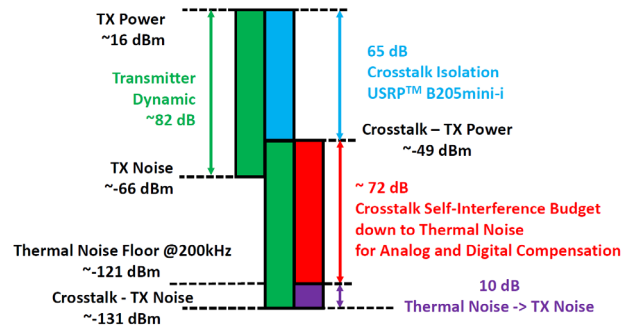 TX Power
~16 dBm
Transmitter
Dynamic
~82 dB
TX Noise
~-66 dBm
Thermal Noise Floor @200kHz
~-121 dBm
Crosstalk - TX Noise
~-131 dBm
65 dB
Crosstalk Isolation
USRP™ B205mini-i
Crosstalk – TX Power
~-49 dBm
~ 72 dB
Crosstalk Self-Interference Budget
down to Thermal Noise
for Analog and Digital Compensation
10 dB
Thermal Noise -> TX Noise